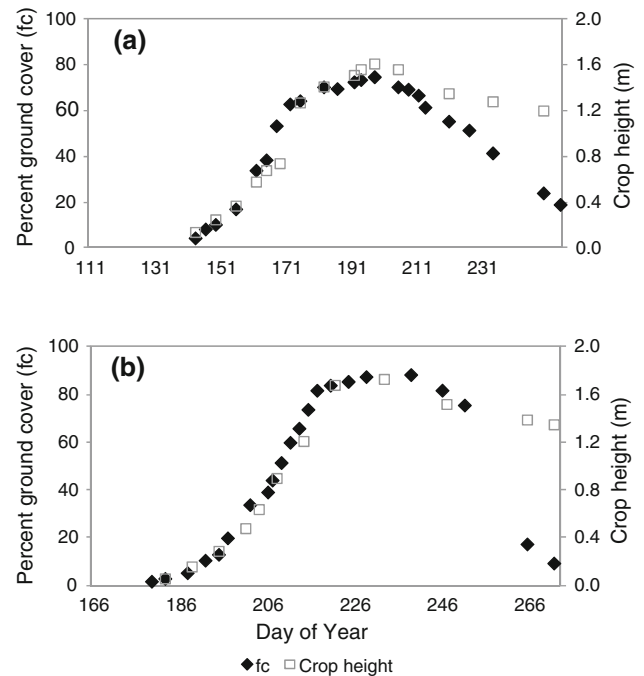 (a)
Percent ground cover (fc)
100
80
60
40
20
0
2.0
1.6
1.2
0.8
0.4
0.0
Crop height (m)
111 131 151 171 191 211 231
(b)
Percent ground cover (fc)
100
80
60
40
20
0
2.0
1.6
1.2
0.8
0.4
0.0
Crop height (m)
166 186 206 226 246 266
Day of Year
fc Crop height